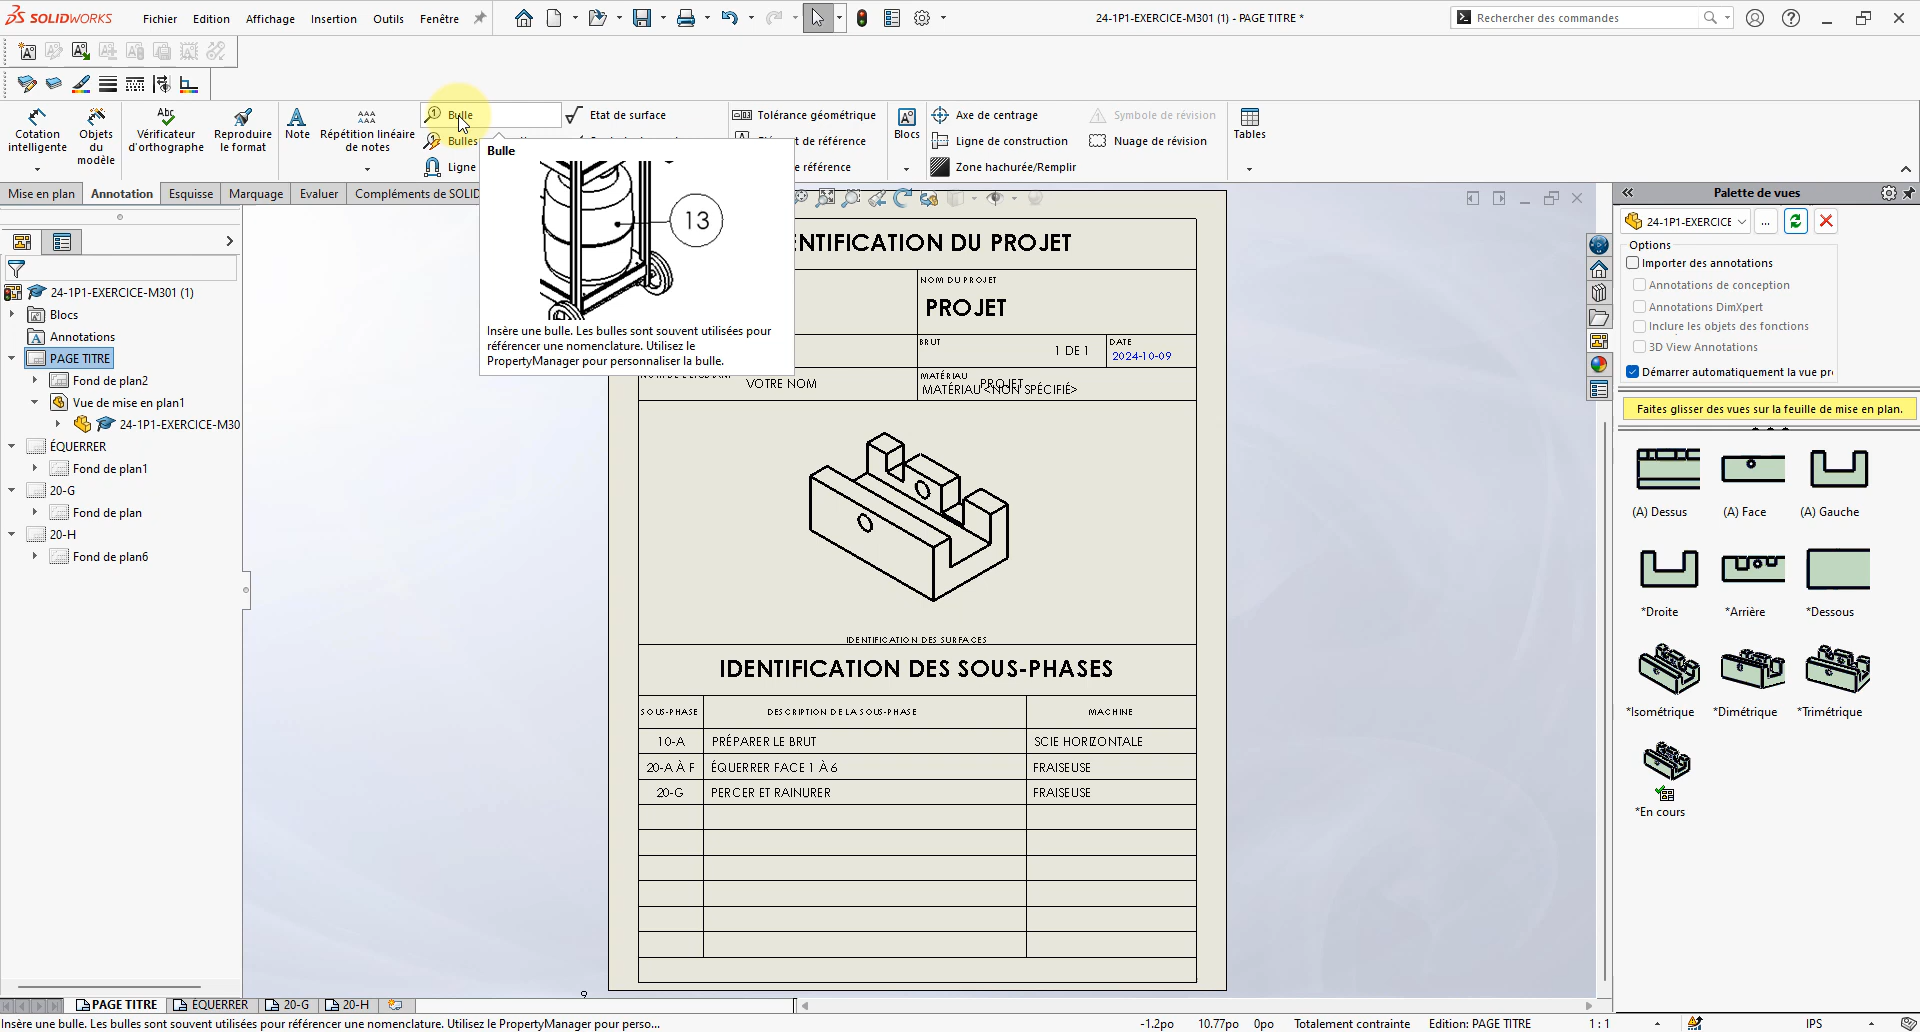 SOLIDWORKS
Fichier Edition Affichage Insertion Outils Fenêtre
24-1P1-EXERCICE-M301 (1) - PAGE TITRE *
Rechercher des commandes
Cotation intelligente
Objets du modèle
Vérificateur d'orthographe
Reproduire le format
Note
Répétition linéaire de notes
Bulle
Bulles
Ligne
Etat de surface
Tolérance géométrique
de référence
de référence
Blocs
Axe de centrage
Ligne de construction
Zone hachurée/Remplir
Symbole de révision
Nuage de révision
Tables
Mise en plan Annotation Esquisse Marquage Evaluer Compléments de SOLID
Bulle
13
Insère une bulle. Les bulles sont souvent utilisées pour
référencer une nomenclature. Utilisez le
PropertyManager pour personnaliser la bulle.
24-1P1-EXERCICE-M301 (1)
Blocs
Annotations
PAGE TITRE
Fond de plan2
Vue de mise en plan1
24-1P1-EXERCICE-M30
ÉQUERRER
Fond de plan1
20-G
Fond de plan
20-H
Fond de plan6
NTIFICATION DU PROJET
NOM DU PROJET
PROJET
BRUT
1 DE 1
DATE
2024-10-09
VOTRE NOM
MATÉRIAU
PROJET
MATÉRIAU <NON SPÉCIFIÉ>
IDENTIFICATION DES SURFACES
IDENTIFICATION DES SOUS-PHASES
SOUS-PHASE DESCRIPTION DE LA SOUS-PHASE MACHINE
10-A PRÉPARER LE BRUT SCIE HORIZONTALE
20-A À F ÉQUERRER FACE 1 À 6 FRAISEUSE
20-G PERCER ET RAINURER FRAISEUSE
Palette de vues
24-1P1-EXERCICE
...
Options
Importer des annotations
Annotations de conception
Annotations DimXpert
Inclure les objets des fonctions
3D View Annotations
Démarrer automatiquement la vue pr
Faites glisser des vues sur la feuille de mise en plan.
(A) Dessus (A) Face (A) Gauche
*Droite *Arrière *Dessous
*Isométrique *Dimétrique *Trimétrique
*En cours
9
PAGE TITRE ÉQUERRER 20-G 20-H
Insère une bulle. Les bulles sont souvent utilisées pour référencer une nomenclature. Utilisez le PropertyManager pour perso...
-1.2po 10.77po 0po Totalement contrainte Edition: PAGE TITRE 1 : 1 IPS